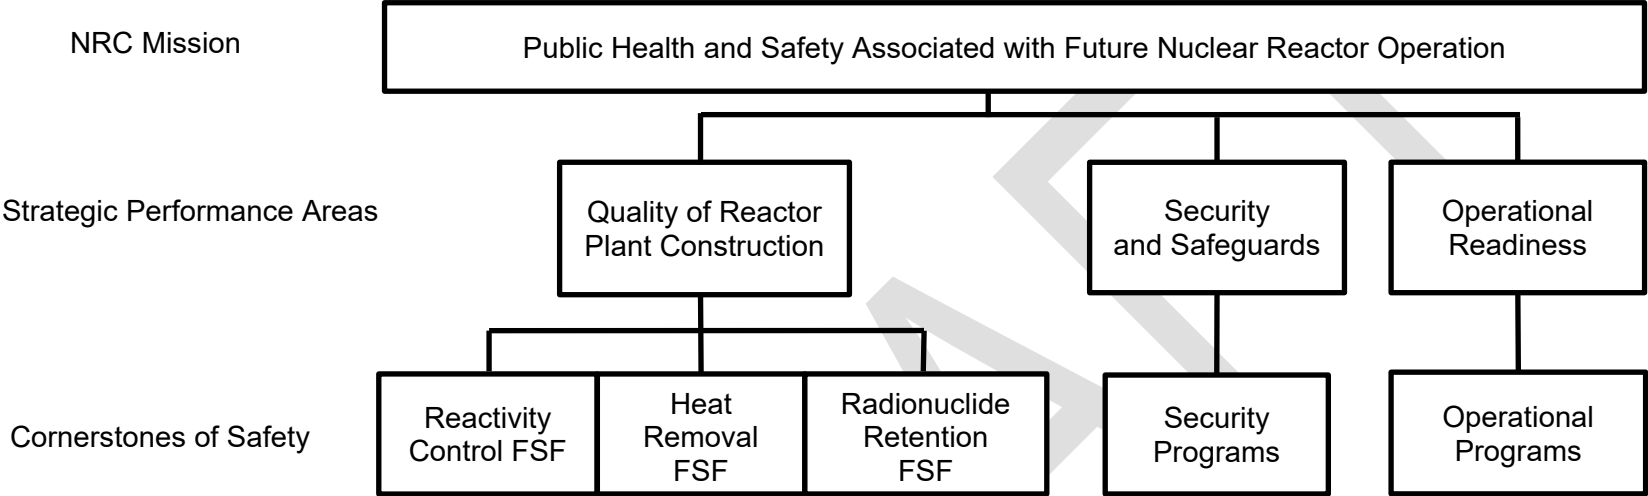 NRC Mission
Public Health and Safety Associated with Future Nuclear Reactor Operation
Strategic Performance Areas
Quality of Reactor
Plant Construction
Security
and Safeguards
Operational
Readiness
Cornerstones of Safety
Reactivity
Control FSF
Heat
Removal
FSF
Radionuclide
Retention
FSF
Security
Programs
Operational
Programs